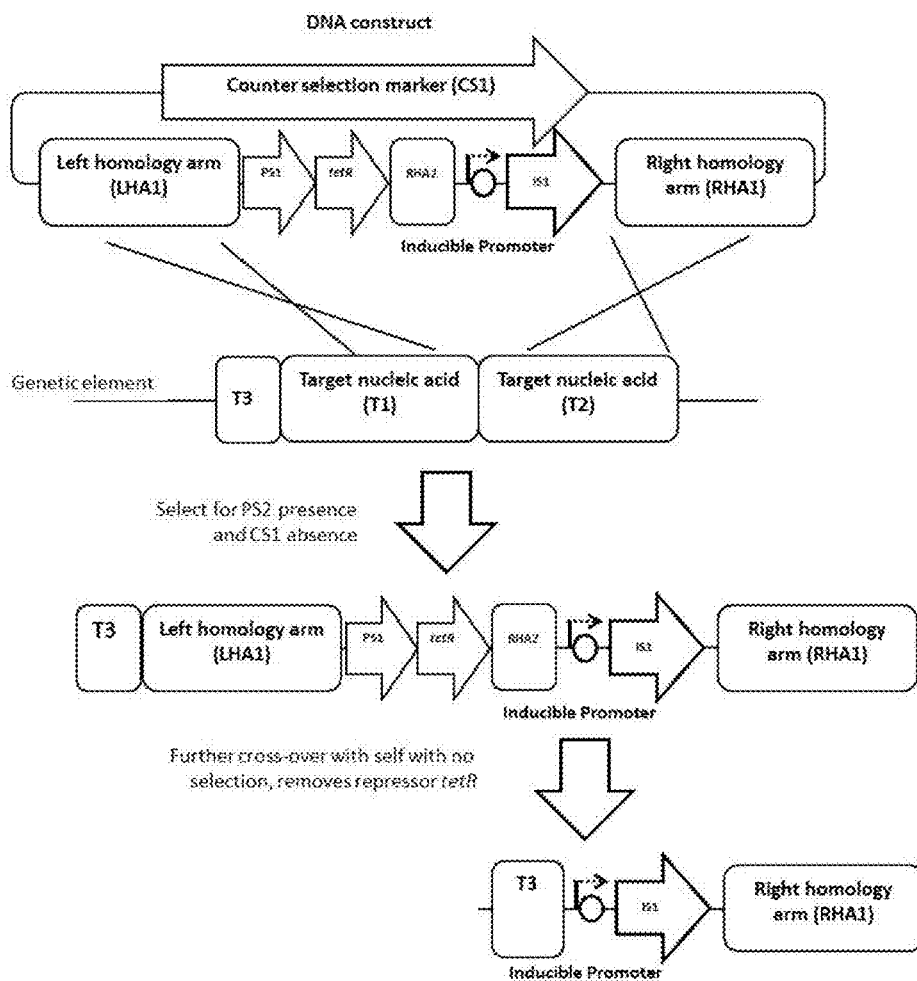 DNA construct
Counter selection marker (CS1)
Left homology arm
(LHA1)
PS1
tetR
RHA2
IS1
Right homology
arm (RHA1)
Inducible Promoter
Genetic element
T3
Target nucleic acid
(T1)
Target nucleic acid
(T2)
Select for PS2 presence
and CS1 absence
T3
Left homology arm
(LHA1)
PS1
tetR
RHA2
IS1
Right homology
arm (RHA1)
Inducible Promoter
Further cross-over with self with no
selection, removes repressor tetR
T3
IS1
Right homology
arm (RHA1)
Inducible Promoter